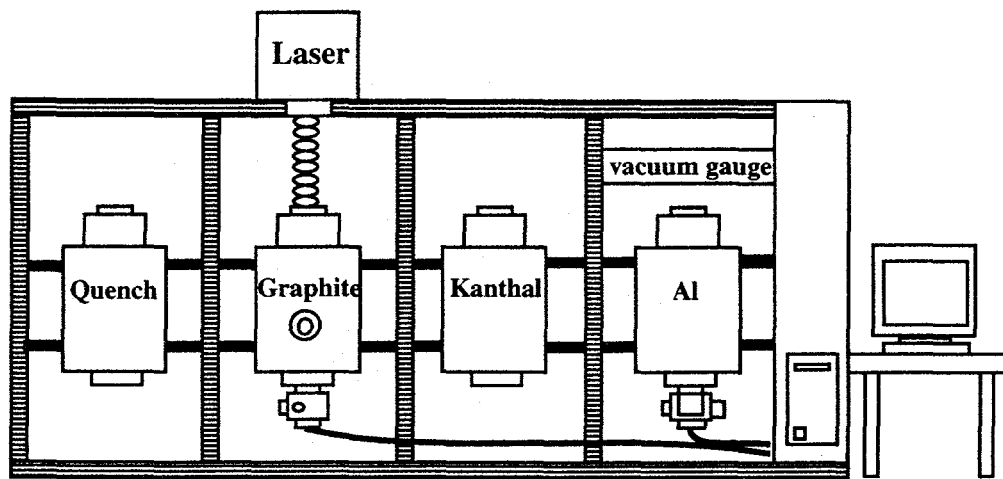 Laser
vacuum gauge
Quench
Graphite
Kanthal
Al